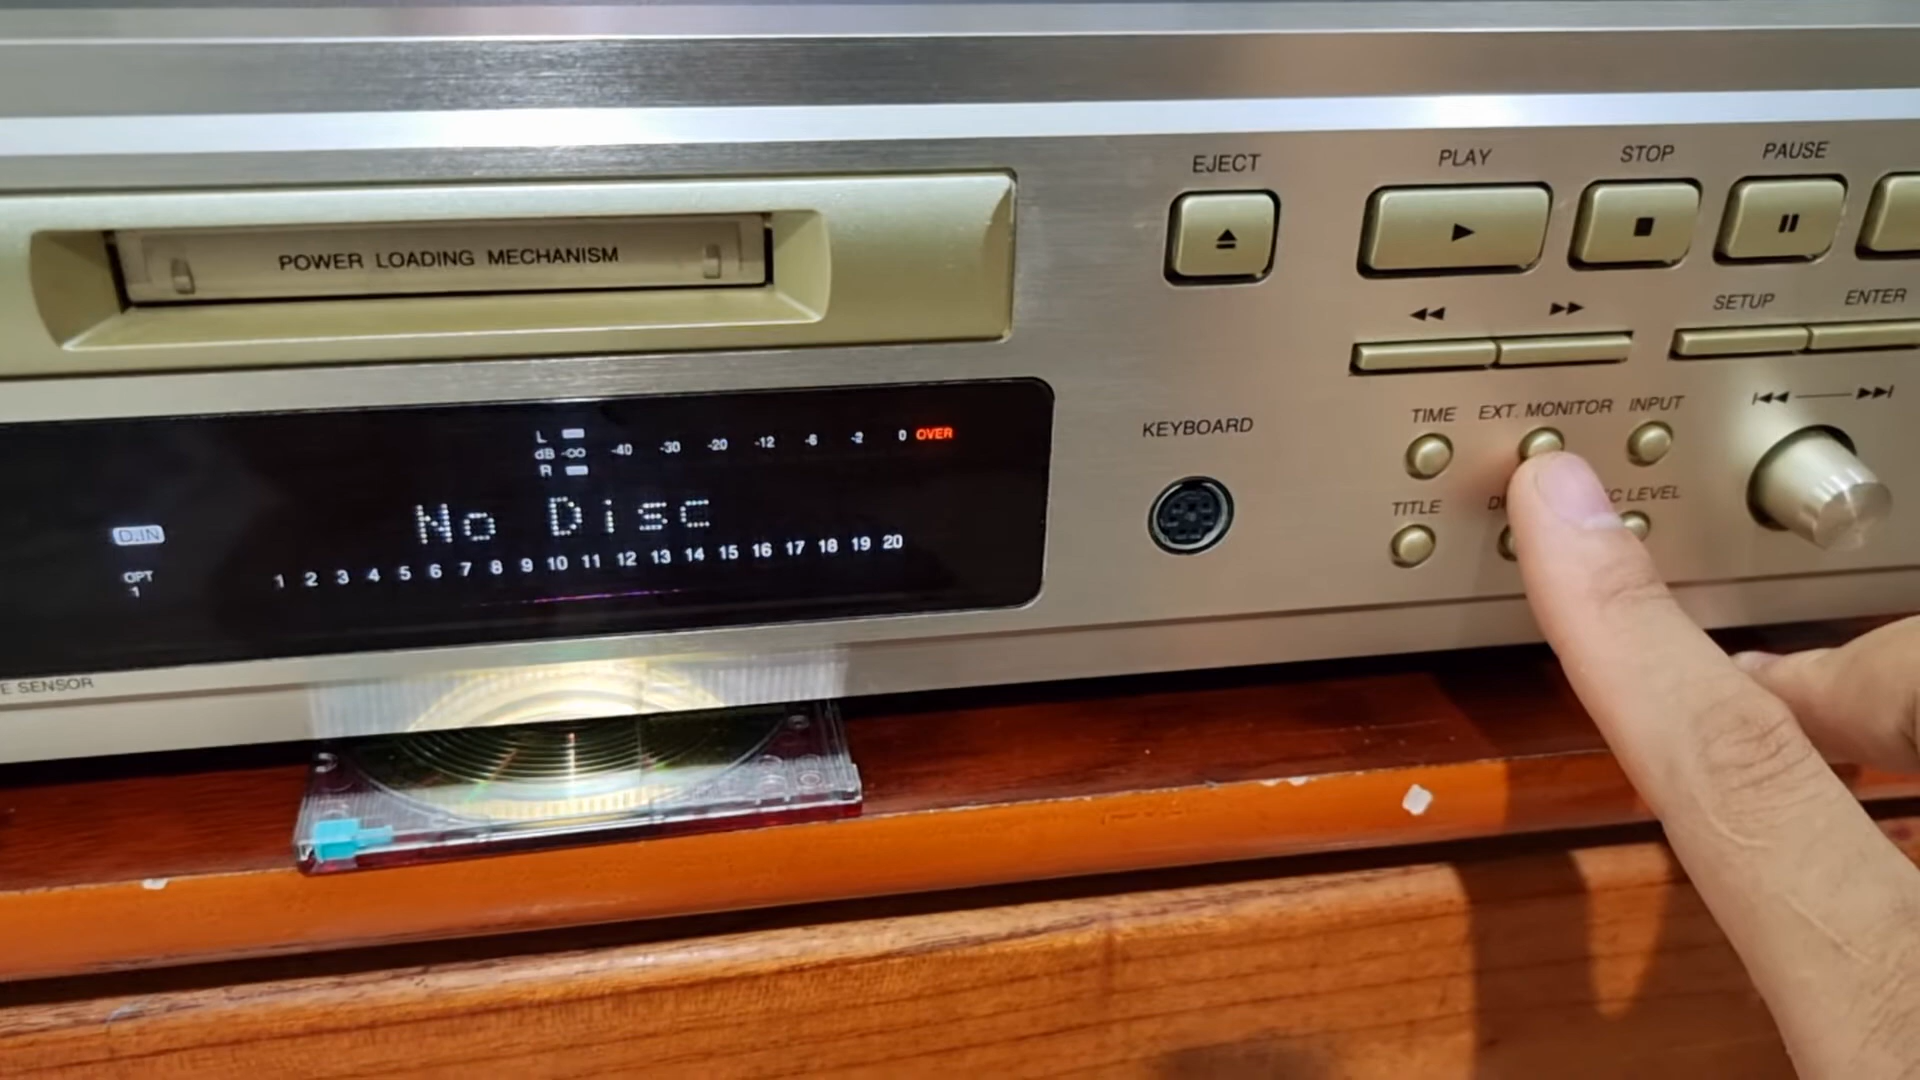 EJECT
PLAY
STOP
PAUSE
POWER LOADING MECHANISM
SETUP
ENTER
TIME
EXT. MONITOR
INPUT
KEYBOARD
L
dB -∞ -40 -30 -20 -12 -6 -2 0 OVER
R
No Disc
D.IN
OPT
1
1 2 3 4 5 6 7 8 9 10 11 12 13 14 15 16 17 18 19 20
TITLE
LEVEL
SENSOR